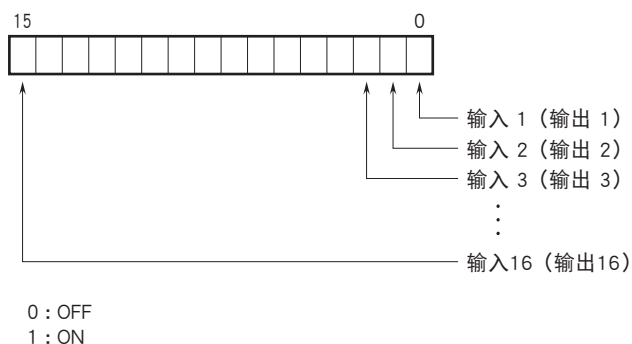 15 0
输入 1（输出 1）
输入 2（输出 2）
输入 3（输出 3）
输入16（输出16）
0：OFF
1：ON